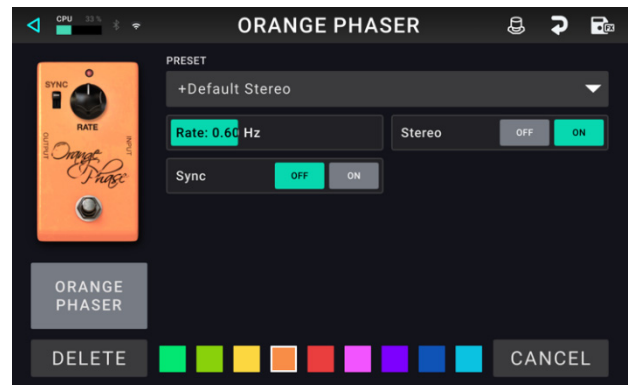 CPU 33 %
ORANGE PHASER
FX
PRESET
+Default Stereo
SYNC
RATE
OUTPUT
INPUT
Orange
Phase
Rate: 0.60 Hz
Stereo OFF ON
Sync OFF ON
ORANGE
PHASER
DELETE
CANCEL